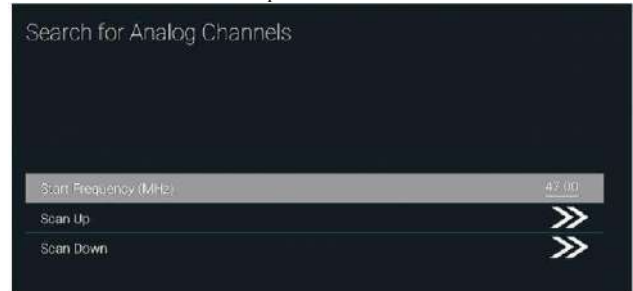 Search for Analog Channels
Start Frequency (MHz) 47.00
Scan Up
Scan Down